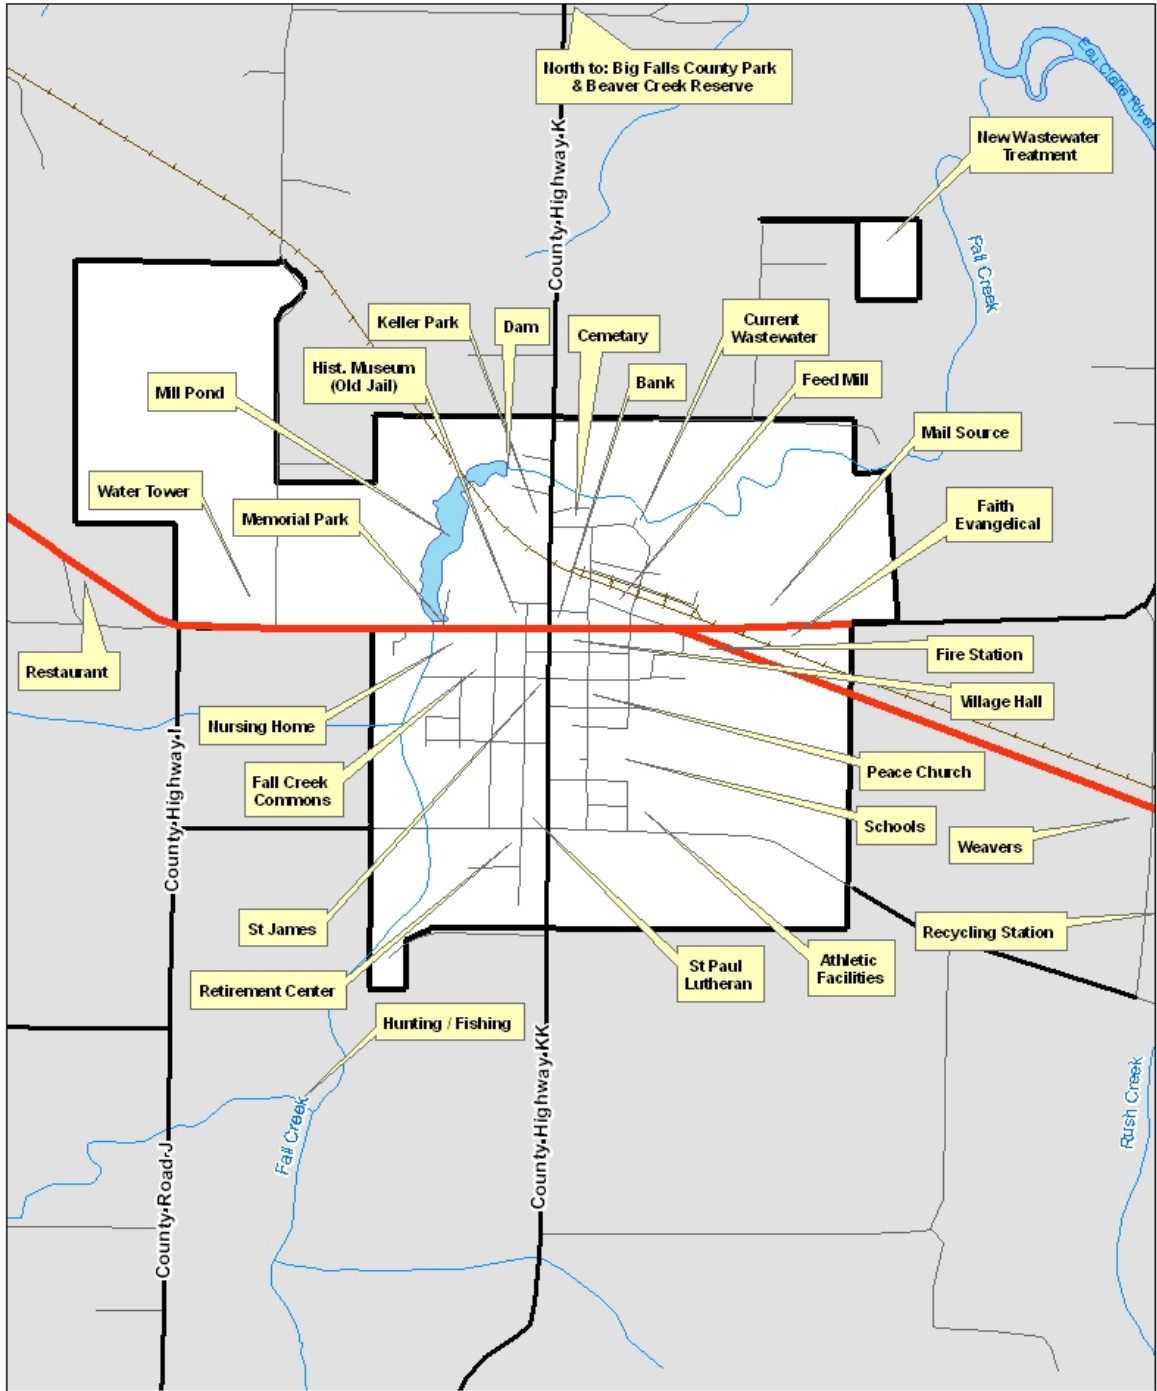 North to: Big Falls County Park
& Beaver Creek Reserve
Eau Claire River
New Wastewater
Treatment
County Highway K
Fall Creek
Keller Park
Dam
Cemetary
Current
Wastewater
Hist. Museum
(Old Jail)
Bank
Feed Mill
Mill Pond
Mail Source
Water Tower
Memorial Park
Faith
Evangelical
Restaurant
Fire Station
Village Hall
Nursing Home
Fall Creek
Commons
Peace Church
County Highway I
Schools
Weavers
St James
Recycling Station
Retirement Center
St Paul
Lutheran
Athletic
Facilities
Hunting / Fishing
County Highway KK
Fall Creek
Rush Creek
County Road J